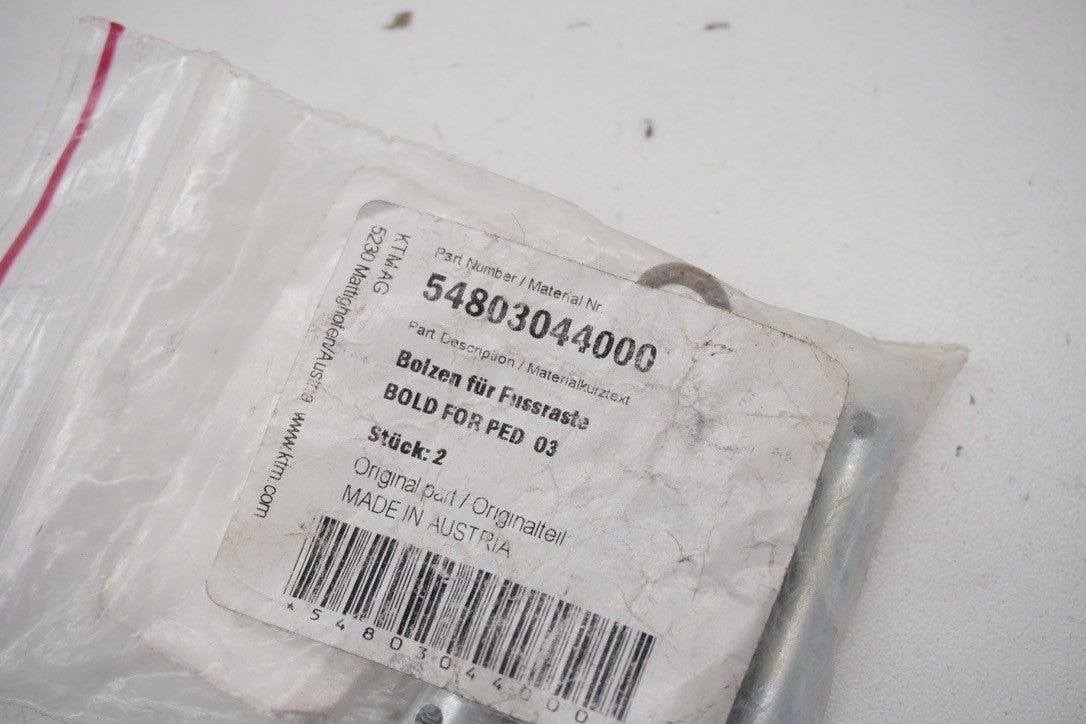 KTM AG
5230 Mattighofen/Austria www.ktm.com
Part Number / Material Nr.
54803044000
Part Description / Materialkurztext
Bolzen für Fussraste
BOLD FOR PED 03
Stück: 2
Original part / Originalteil
MADE IN AUSTRIA
*54803044000